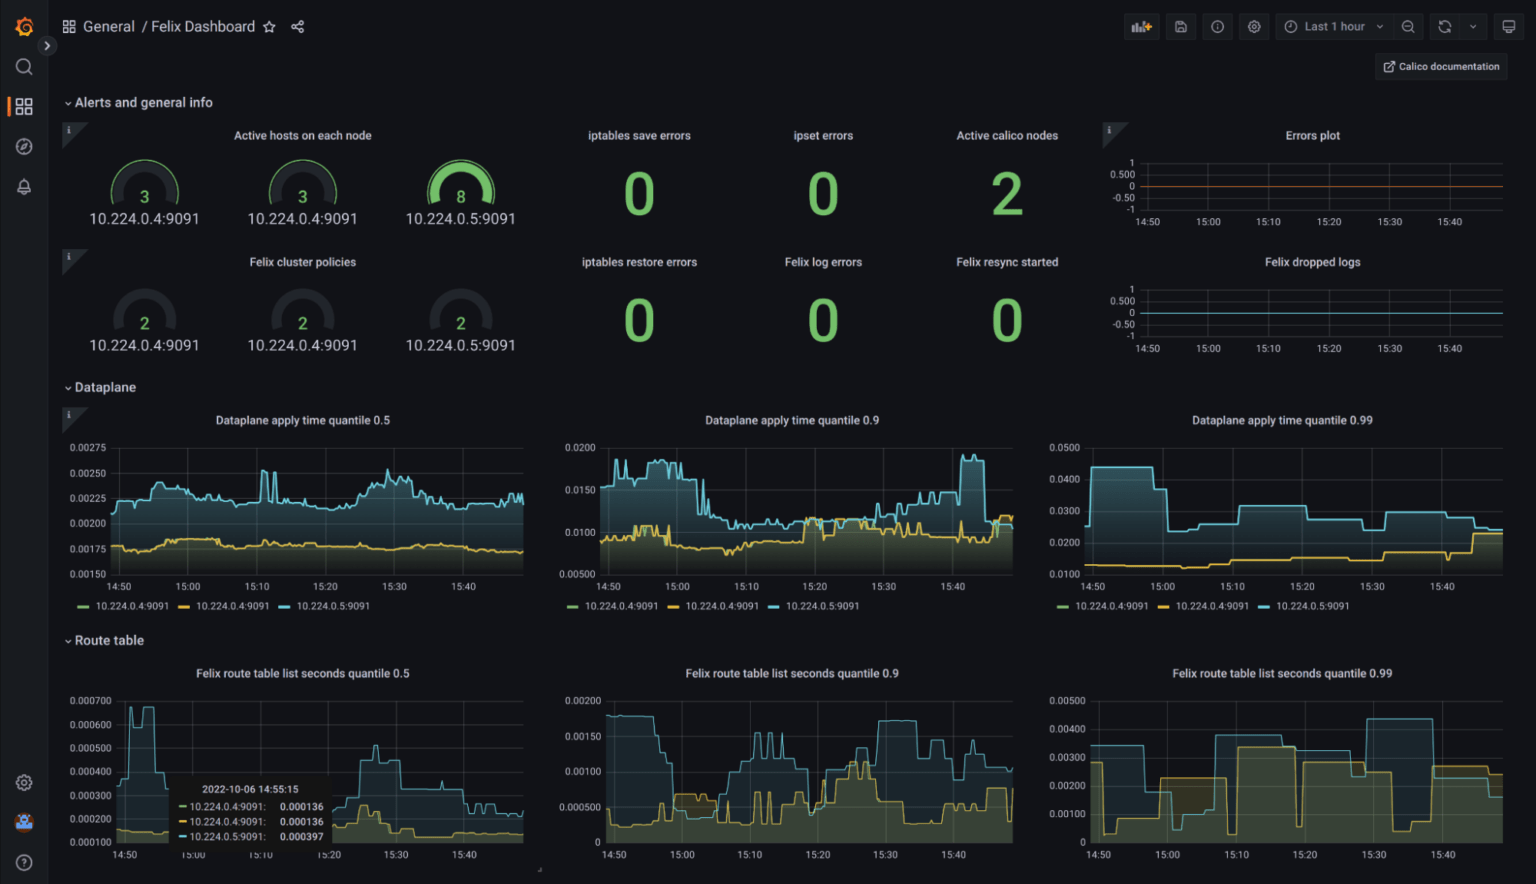 General / Felix Dashboard
Last 1 hour
Calico documentation
Alerts and general info
i
Active hosts on each node
3
10.224.0.4:9091
3
10.224.0.4:9091
8
10.224.0.5:9091
iptables save errors
0
ipset errors
0
Active calico nodes
2
i
Errors plot
1
0.500
0
-0.50
-1
14:50 15:00 15:10 15:20 15:30 15:40
i
Felix cluster policies
2
10.224.0.4:9091
2
10.224.0.4:9091
2
10.224.0.5:9091
iptables restore errors
0
Felix log errors
0
Felix resync started
0
Felix dropped logs
1
0.500
0
-0.50
-1
14:50 15:00 15:10 15:20 15:30 15:40
Dataplane
i
Dataplane apply time quantile 0.5
0.00275
0.00250
0.00225
0.00200
0.00175
0.00150
14:50 15:00 15:10 15:20 15:30 15:40
10.224.0.4:9091 10.224.0.4:9091 10.224.0.5:9091
Dataplane apply time quantile 0.9
0.0200
0.0150
0.0100
0.00500
14:50 15:00 15:10 15:20 15:30 15:40
10.224.0.4:9091 10.224.0.4:9091 10.224.0.5:9091
Dataplane apply time quantile 0.99
0.0500
0.0400
0.0300
0.0200
0.0100
14:50 15:00 15:10 15:20 15:30 15:40
10.224.0.4:9091 10.224.0.4:9091 10.224.0.5:9091
Route table
Felix route table list seconds quantile 0.5
0.000700
0.000600
0.000500
0.000400
0.000300
0.000200
0.000100
2022-10-06 14:55:15
10.224.0.4:9091: 0.000136
10.224.0.4:9091: 0.000136
10.224.0.5:9091: 0.000397
14:50 15:00 15:10 15:20 15:30 15:40
Felix route table list seconds quantile 0.9
0.00200
0.00150
0.00100
0.000500
0
14:50 15:00 15:10 15:20 15:30 15:40
Felix route table list seconds quantile 0.99
0.00500
0.00400
0.00300
0.00200
0.00100
0
14:50 15:00 15:10 15:20 15:30 15:40